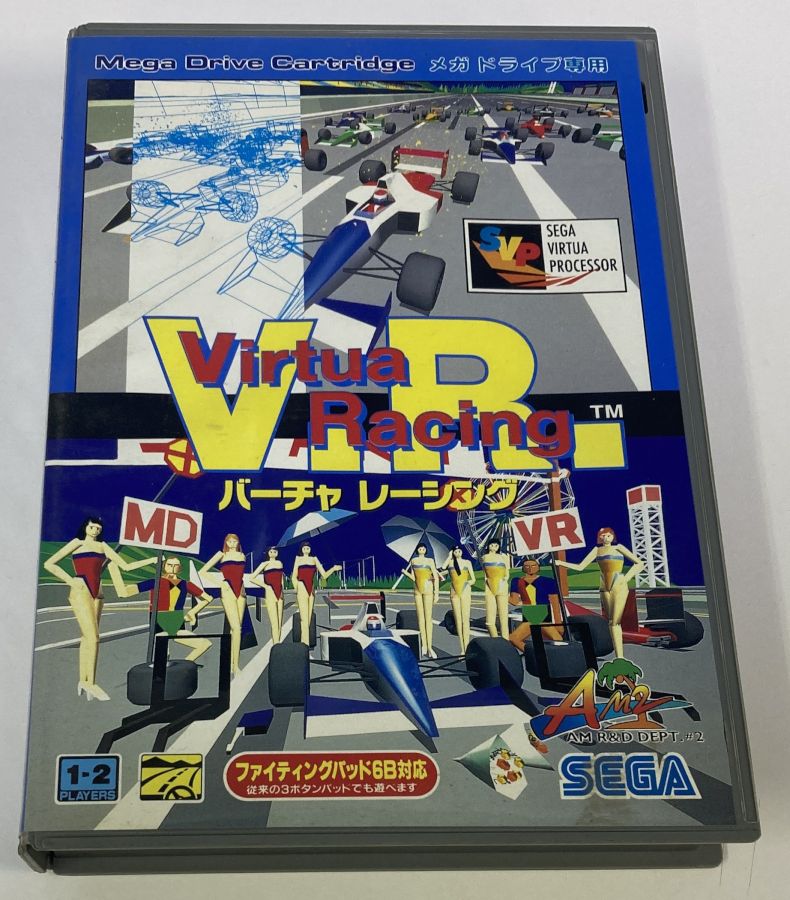 Mega Drive Cartridge メガドライブ専用
SVP
SEGA
VIRTUA
PROCESSOR
V.R.
Virtua
Racing
TM
バーチャ レーシング
MD
VR
AM2
AM R&D DEPT.#2
1-2
PLAYERS
ファイティングパッド6B対応
従来の3ボタンパットでも遊べます
SEGA